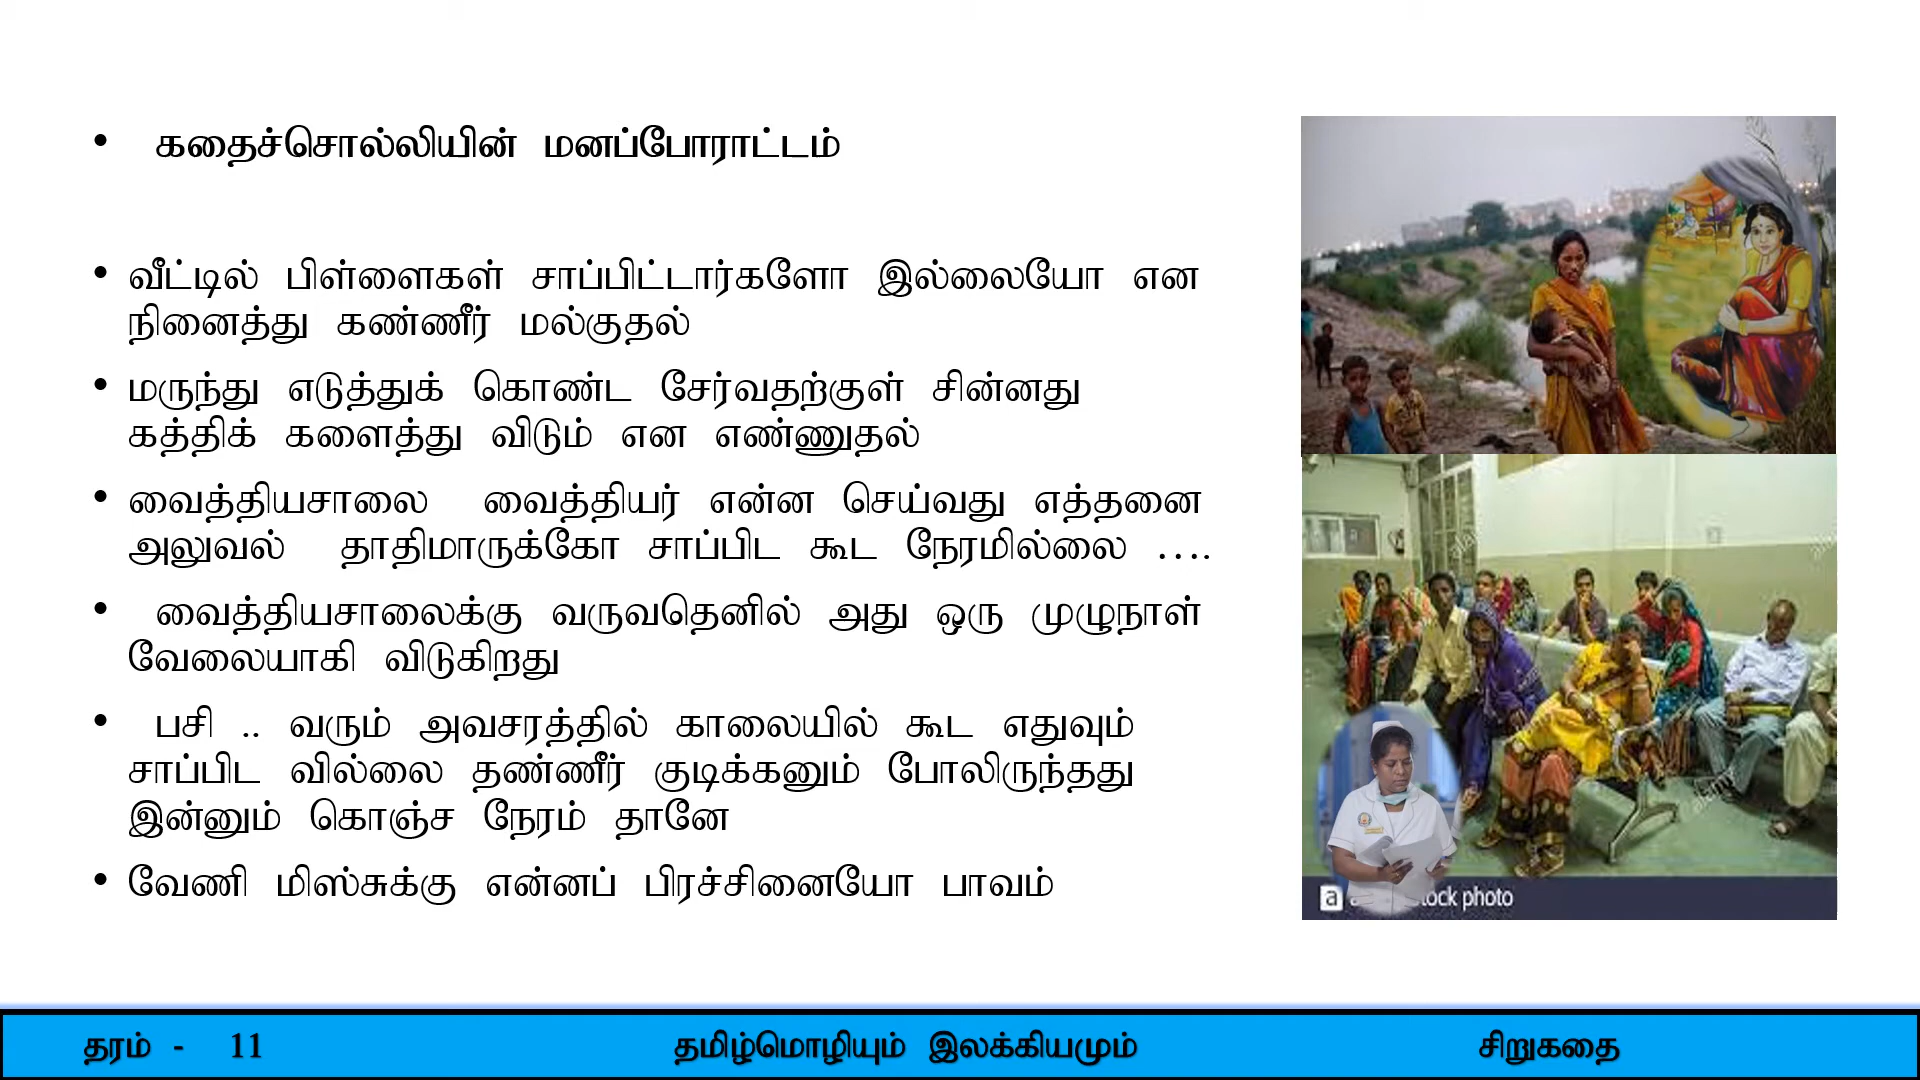 • கதைச்சொல்லியின் மனப்போராட்டம்
• வீட்டில் பிள்ளைகள் சாப்பிட்டார்களோ இல்லையோ என
நினைத்து கண்ணீர் மல்குதல்
• மருந்து எடுத்துக் கொண்ட சேர்வதற்குள் சின்னது
கத்திக் களைத்து விடும் என எண்ணுதல்
• வைத்தியசாலை வைத்தியர் என்ன செய்வது எத்தனை
அலுவல் தாதிமாருக்கோ சாப்பிட கூட நேரமில்லை ....
• வைத்தியசாலைக்கு வருவதெனில் அது ஒரு முழுநாள்
வேலையாகி விடுகிறது
• பசி .. வரும் அவசரத்தில் காலையில் கூட எதுவும்
சாப்பிட வில்லை தண்ணீர் குடிக்கனும் போலிருந்தது
இன்னும் கொஞ்ச நேரம் தானே
• வேணி மிஸ்சுக்கு என்னப் பிரச்சினையோ பாவம்
a tock photo
தரம் - 11 தமிழ்மொழியும் இலக்கியமும் சிறுகதை